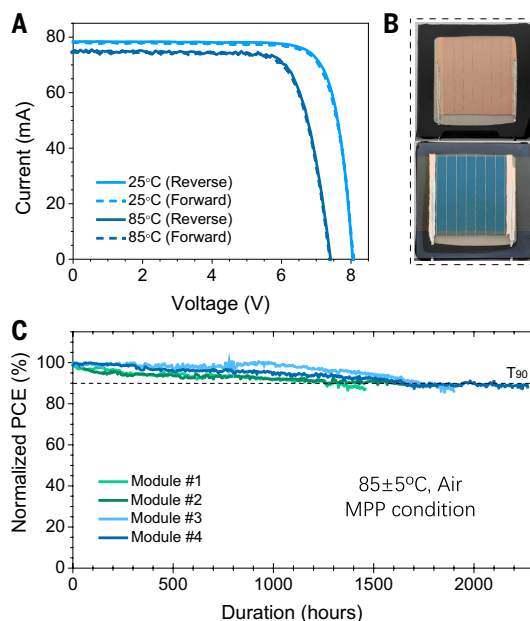 A
B
80
60
40
20
0
Current (mA)
25°C (Reverse)
25°C (Forward)
85°C (Reverse)
85°C (Forward)
0 2 4 6 8
Voltage (V)
C
120
100
80
60
40
20
0
Normalized PCE (%)
T90
Module #1
Module #2
Module #3
Module #4
85±5ºC, Air
MPP condition
0 500 1000 1500 2000
Duration (hours)